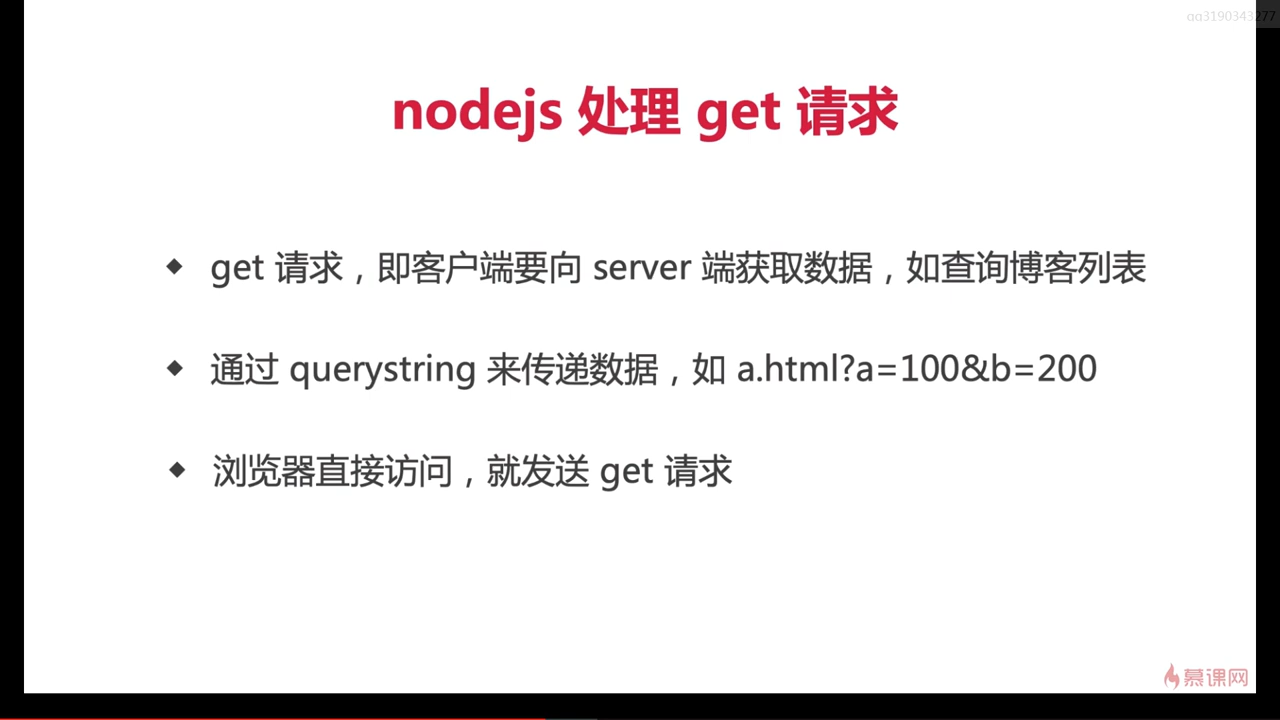 qq3190343277
nodejs 处理 get 请求
◆ get 请求，即客户端要向 server 端获取数据，如查询博客列表
◆ 通过 querystring 来传递数据，如 a.html?a=100&b=200
◆ 浏览器直接访问，就发送 get 请求
慕课网